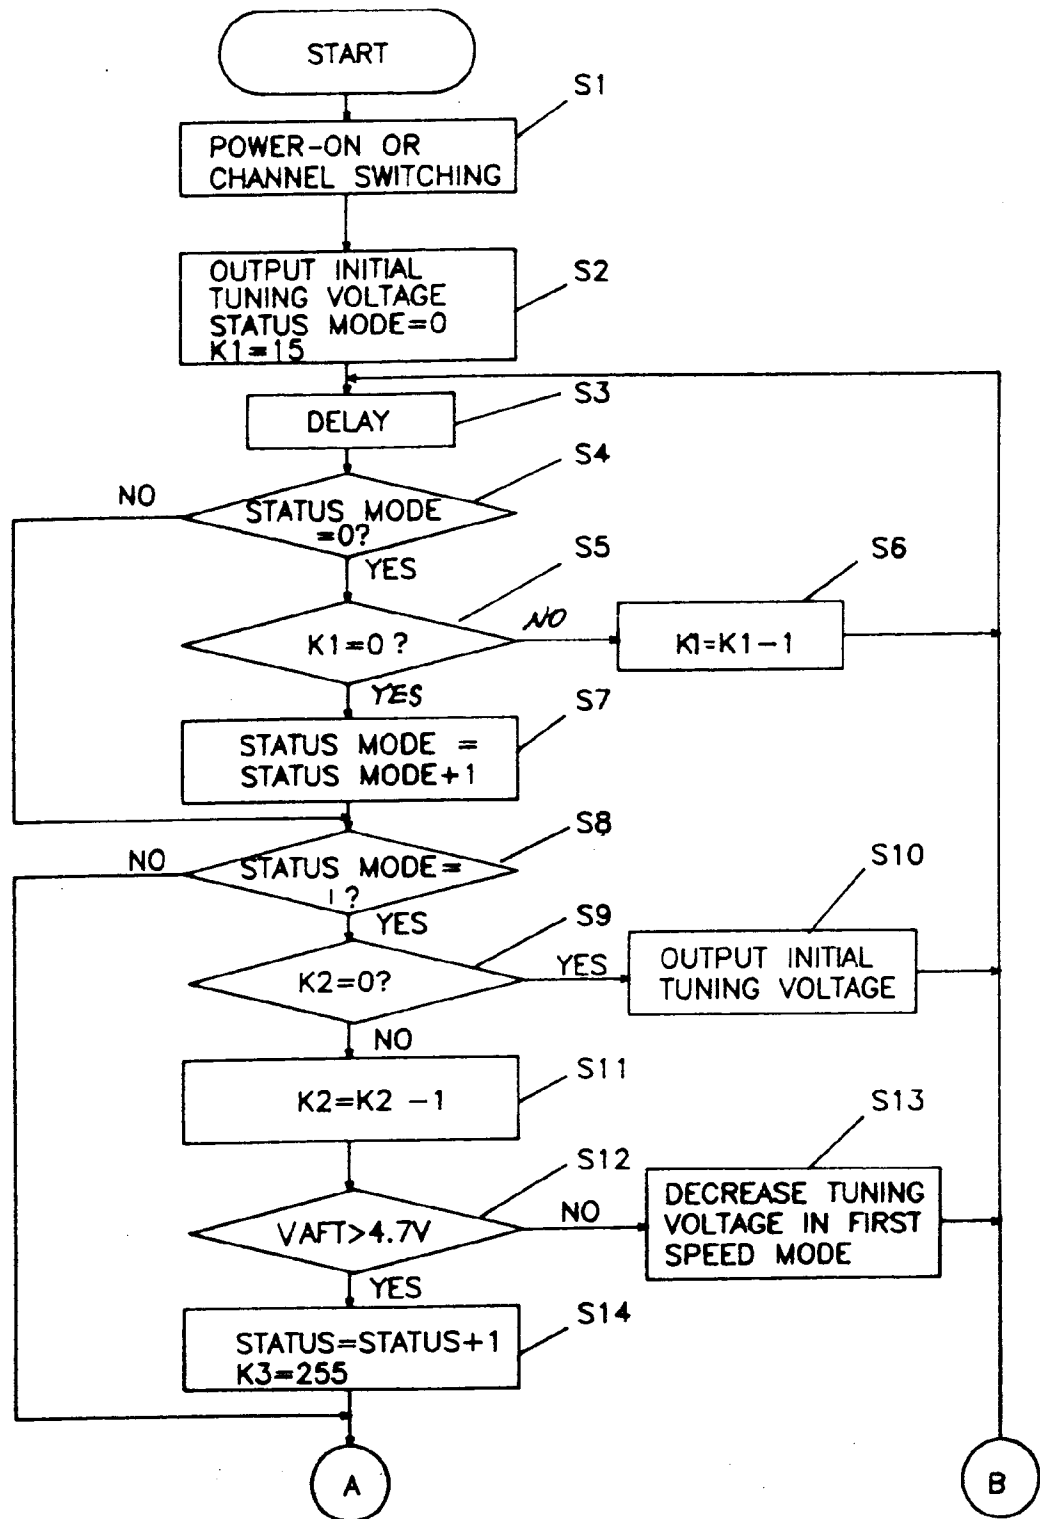 START
S1
POWER-ON OR
CHANNEL SWITCHING
S2
OUTPUT INITIAL
TUNING VOLTAGE
STATUS MODE=0
K1=15
S3
DELAY
S4
NO
STATUS MODE
=0?
YES
S5
S6
K1=0 ?
NO
K1=K1-1
YES
S7
STATUS MODE =
STATUS MODE+1
S8
NO
STATUS MODE=
1?
YES
S9
S10
K2=0?
YES
OUTPUT INITIAL
TUNING VOLTAGE
NO
S11
K2=K2 -1
S12
S13
VAFT>4.7V
NO
DECREASE TUNING
VOLTAGE IN FIRST
SPEED MODE
YES
S14
STATUS=STATUS+1
K3=255
A
B